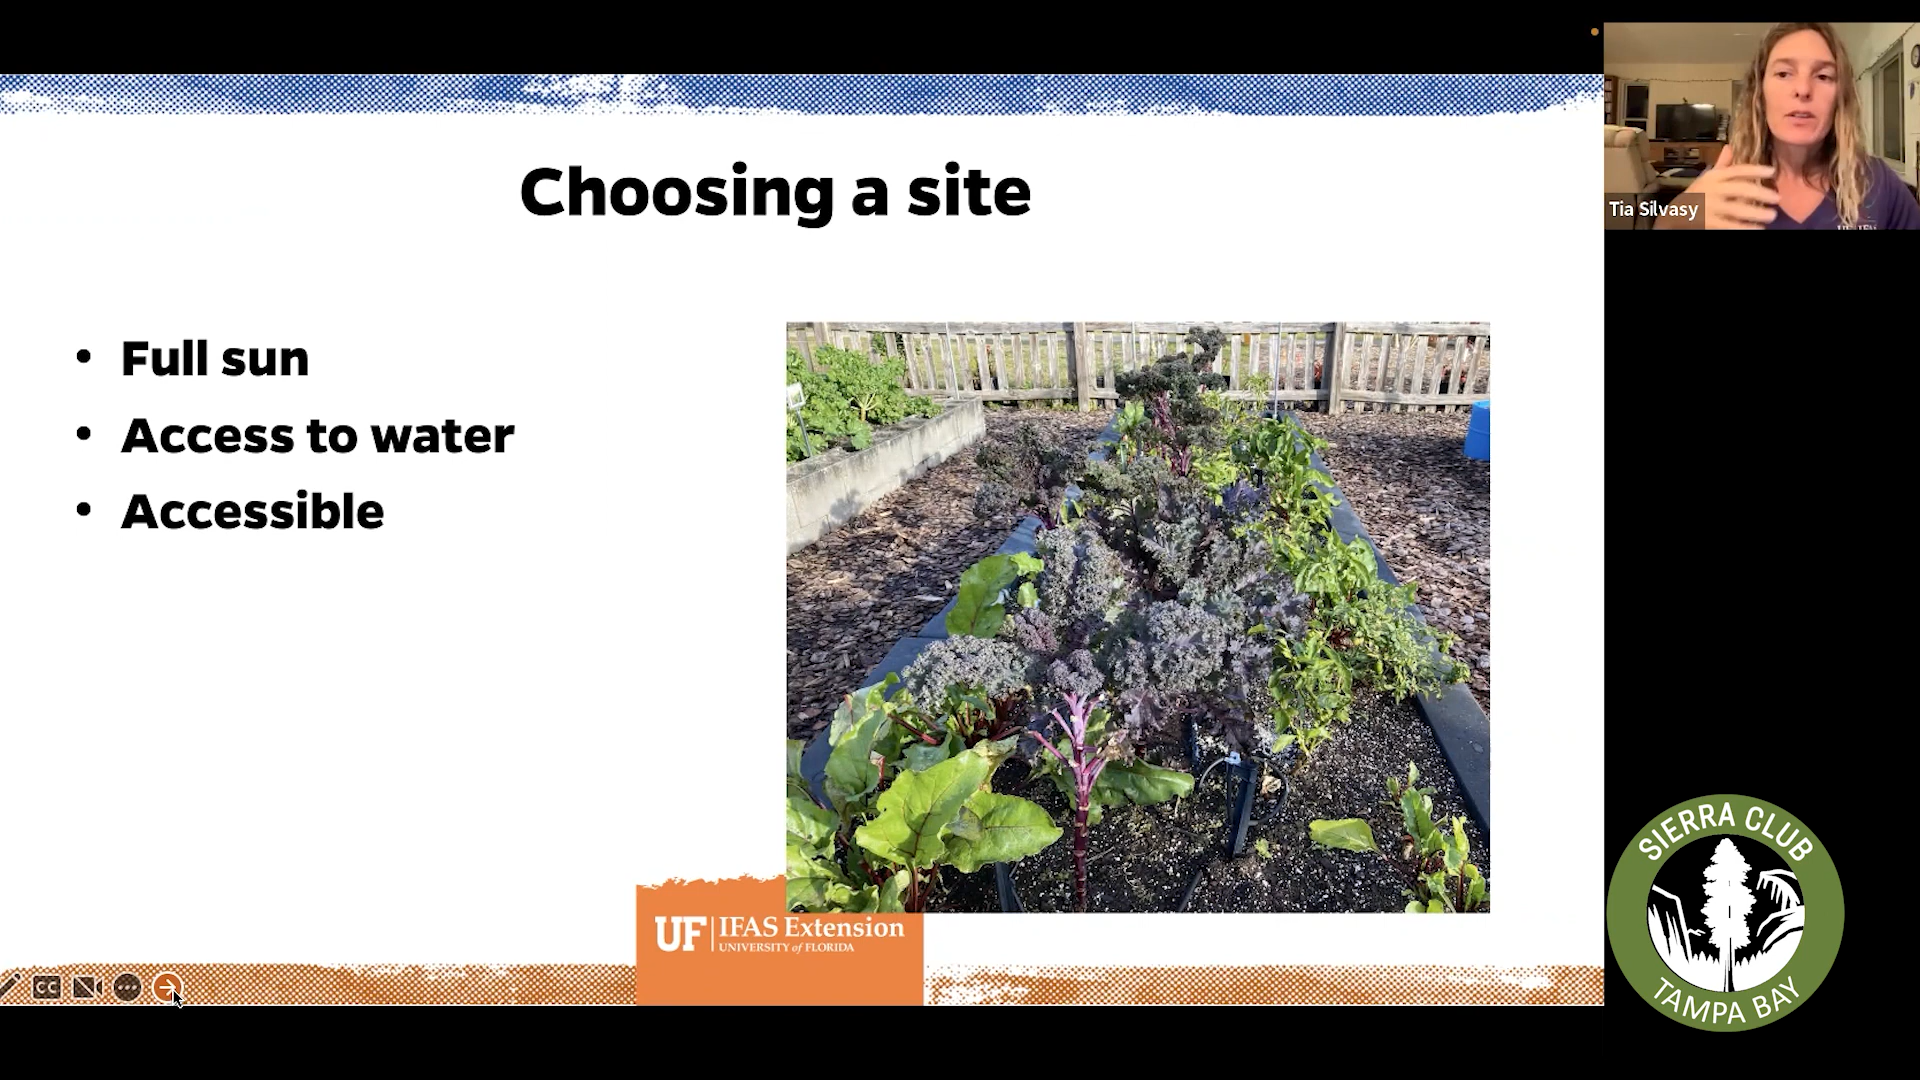 Choosing a site
• Full sun
• Access to water
• Accessible
UF | IFAS Extension
UNIVERSITY of FLORIDA
CC
Tia Silvasy
SIERRA CLUB
TAMPA BAY